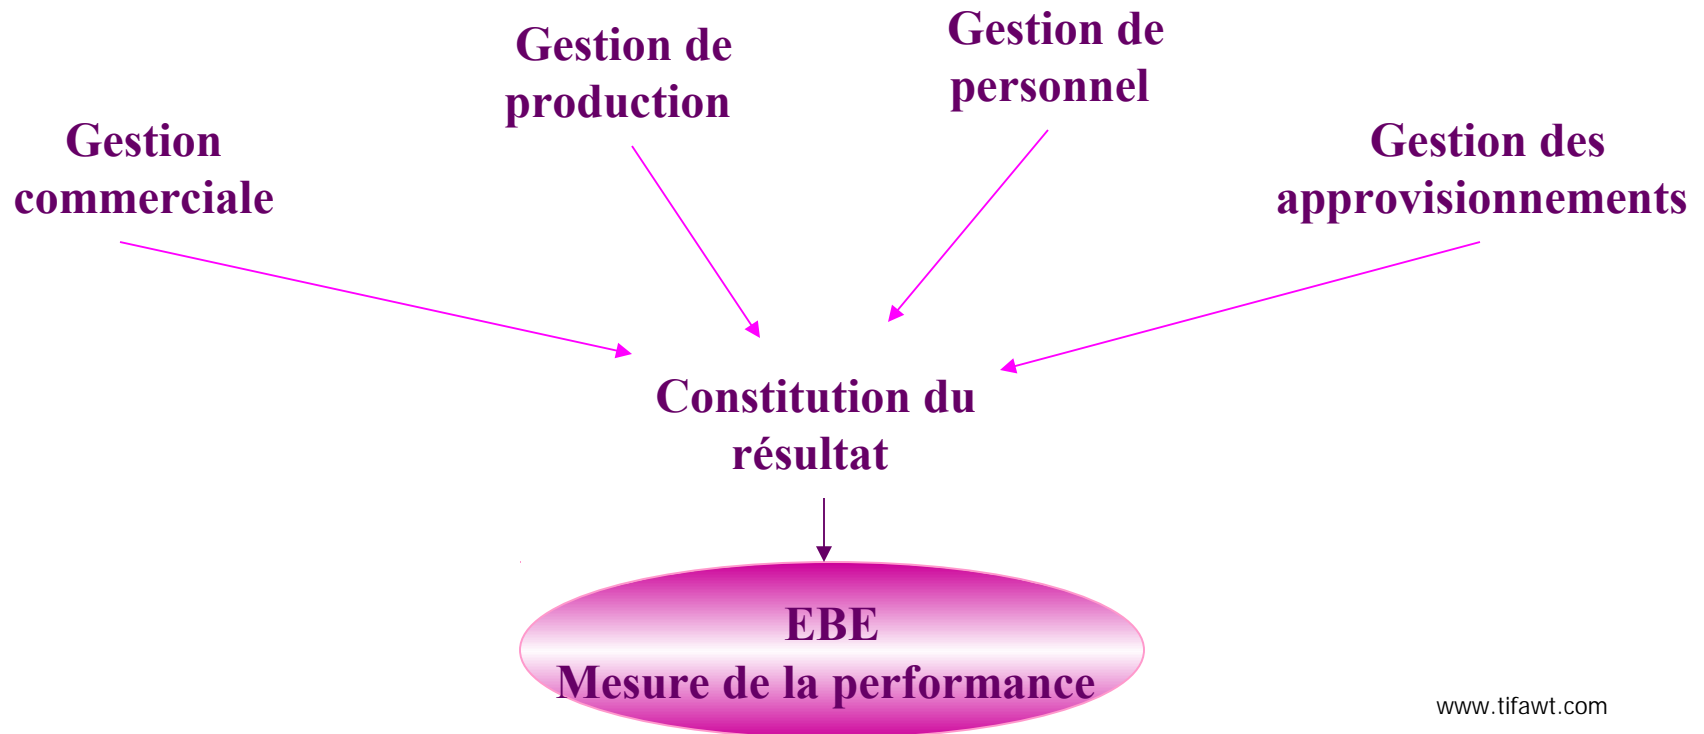 Gestion
commerciale
Gestion de
production
Gestion de
personnel
Gestion des
approvisionnements
Constitution du
résultat
EBE
Mesure de la performance
www.tifawt.com